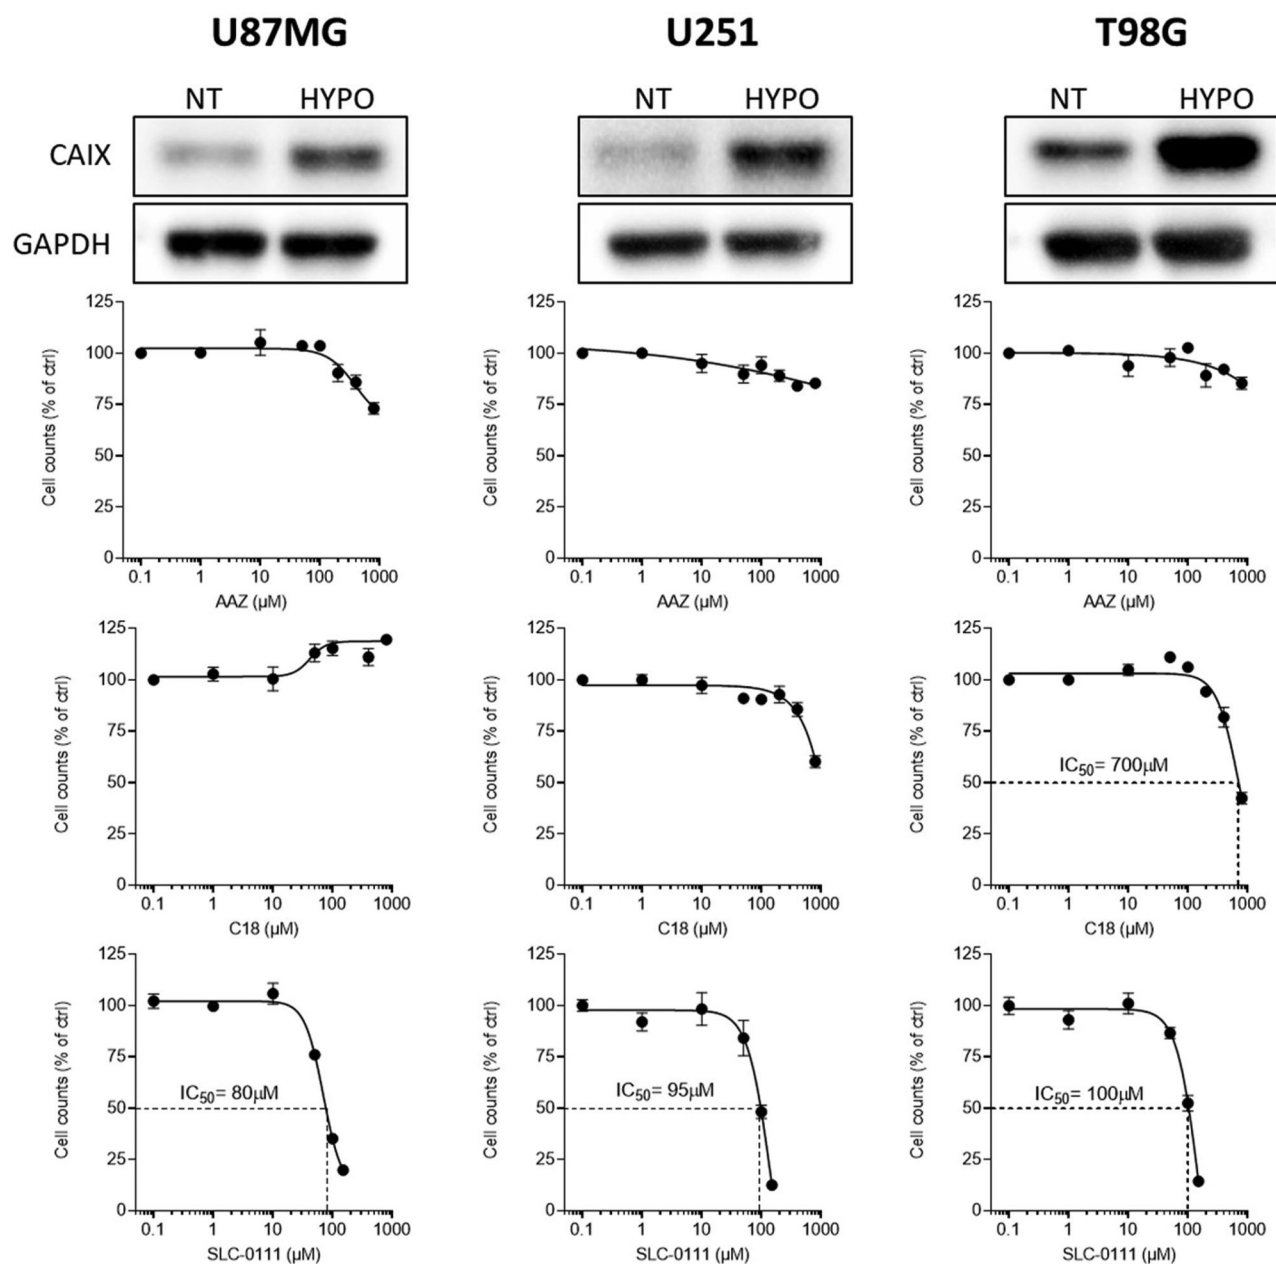 U87MG
U251
T98G
NT HYPO
NT HYPO
NT HYPO
CAIX
GAPDH
Cell counts (% of ctrl)
125
100
75
50
25
0
0.1 1 10 100 1000
AAZ (µM)
Cell counts (% of ctrl)
125
100
75
50
25
0
0.1 1 10 100 1000
AAZ (µM)
Cell counts (% of ctrl)
125
100
75
50
25
0
0.1 1 10 100 1000
AAZ (µM)
Cell counts (% of ctrl)
125
100
75
50
25
0
0.1 1 10 100 1000
C18 (µM)
Cell counts (% of ctrl)
125
100
75
50
25
0
0.1 1 10 100 1000
C18 (µM)
Cell counts (% of ctrl)
125
100
75
50
25
0
IC50= 700µM
0.1 1 10 100 1000
C18 (µM)
Cell counts (% of ctrl)
125
100
75
50
25
0
IC50= 80µM
0.1 1 10 100 1000
SLC-0111 (µM)
Cell counts (% of ctrl)
125
100
75
50
25
0
IC50= 95µM
0.1 1 10 100 1000
SLC-0111 (µM)
Cell counts (% of ctrl)
125
100
75
50
25
0
IC50= 100µM
0.1 1 10 100 1000
SLC-0111 (µM)